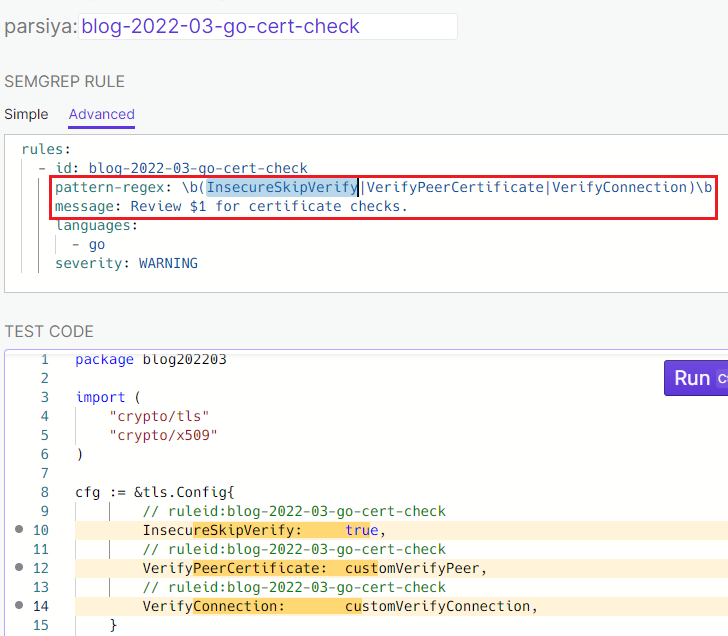 parsiya: blog-2022-03-go-cert-check
SEMGREP RULE
Simple Advanced
rules:
- id: blog-2022-03-go-cert-check
pattern-regex: \b(InsecureSkipVerify|VerifyPeerCertificate|VerifyConnection)\b
message: Review $1 for certificate checks.
languages:
- go
severity: WARNING
TEST CODE
1 package blog202203
2
3 import (
4 "crypto/tls"
5 "crypto/x509"
6 )
7
8 cfg := &tls.Config{
9 // ruleid:blog-2022-03-go-cert-check
10 InsecureSkipVerify: true,
11 // ruleid:blog-2022-03-go-cert-check
12 VerifyPeerCertificate: customVerifyPeer,
13 // ruleid:blog-2022-03-go-cert-check
14 VerifyConnection: customVerifyConnection,
15 }
Run